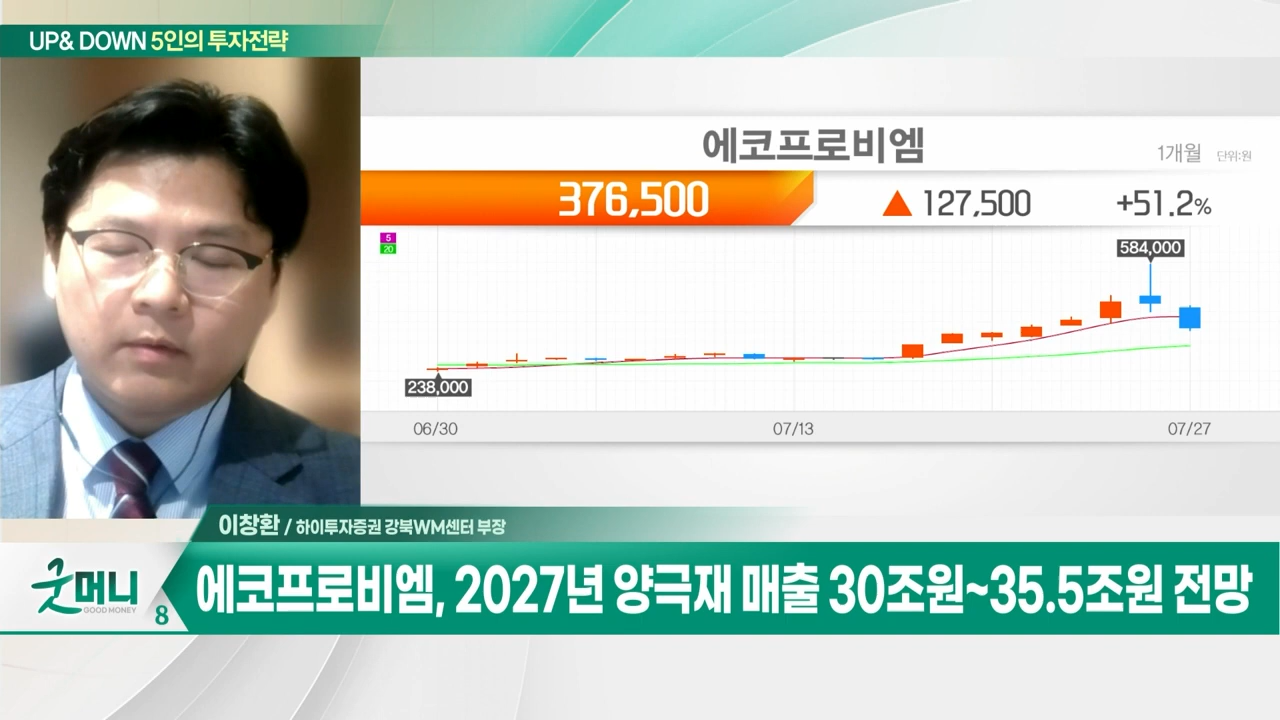 UP& DOWN 5인의 투자전략
에코프로비엠
1개월 단위:원
376,500 ▲ 127,500 +51.2%
5
20
584,000
238,000
06/30 07/13 07/27
이창환 / 하이투자증권 강북WM센터 부장
굿머니
GOOD MONEY
8
에코프로비엠, 2027년 양극재 매출 30조원~35.5조원 전망